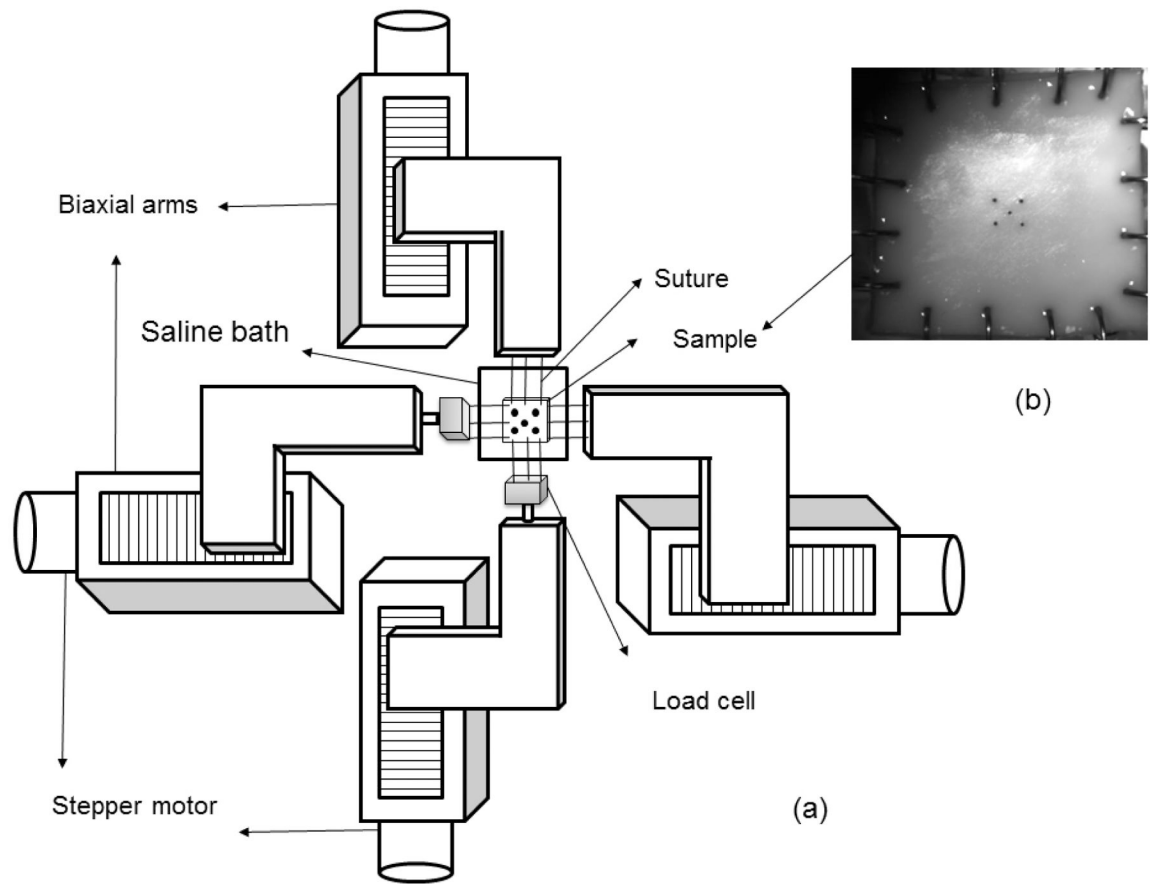 Biaxial arms
Suture
Saline bath
Sample
(b)
Load cell
Stepper motor
(a)